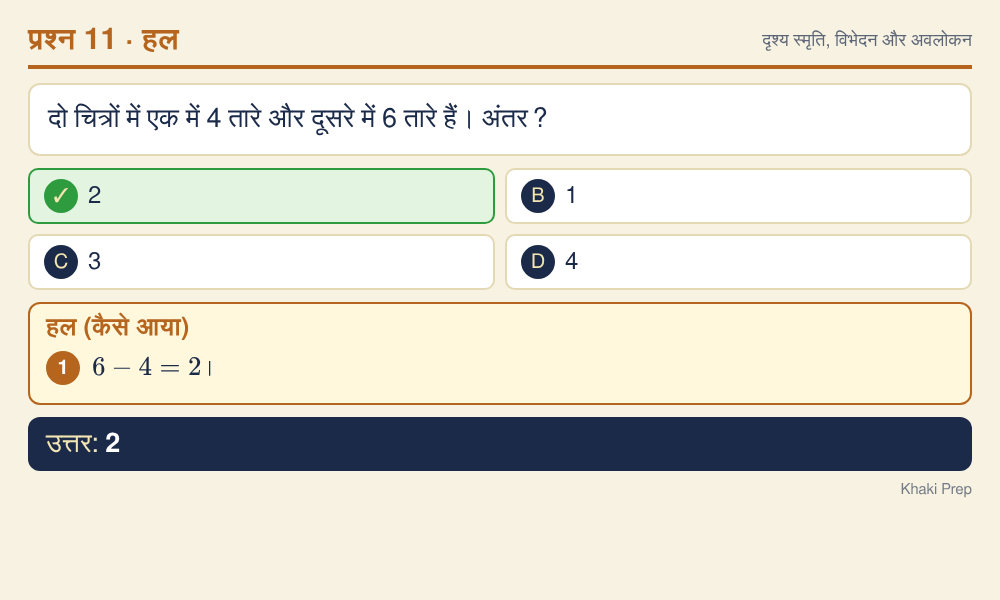 प्रश्न 11 · हल
दृश्य स्मृति, विभेदन और अवलोकन
दो चित्रों में एक में 4 तारे और दूसरे में 6 तारे हैं। अंतर ?
✓ 2
B 1
C 3
D 4
हल (कैसे आया)
1 6 − 4 = 2।
उत्तर: 2
Khaki Prep